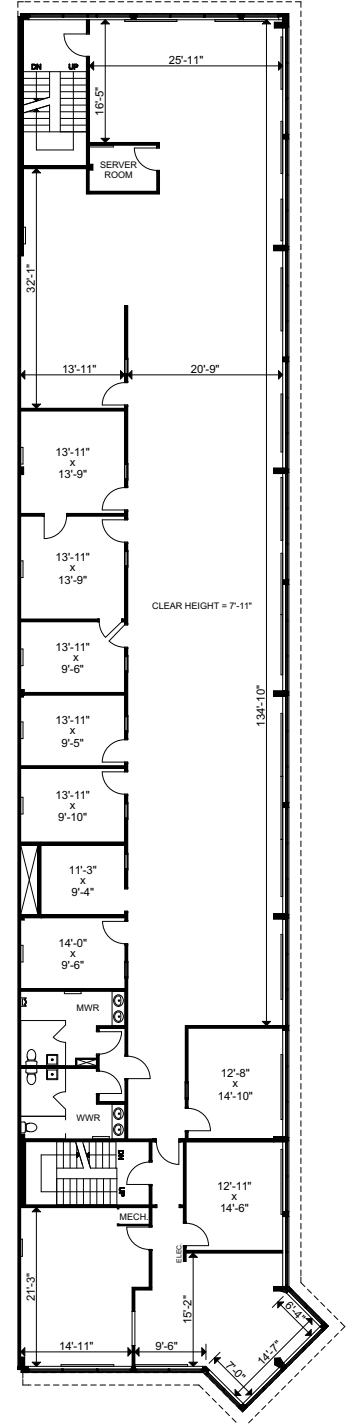 DN UP
25'-11"
16'-5"
SERVER
ROOM
32'-1"
13'-11"
20'-9"
13'-11"
x
13'-9"
13'-11"
x
13'-9"
CLEAR HEIGHT = 7'-11"
13'-11"
x
9'-6"
134'-10"
13'-11"
x
9'-5"
13'-11"
x
9'-10"
11'-3"
x
9'-4"
14'-0"
x
9'-6"
MWR
12'-8"
x
14'-10"
WWR
DN
UP
12'-11"
x
14'-6"
MECH.
ELEC.
21'-3"
15'-2"
14'-11"
9'-6"
6'-4"
14'-7"
7'-0"